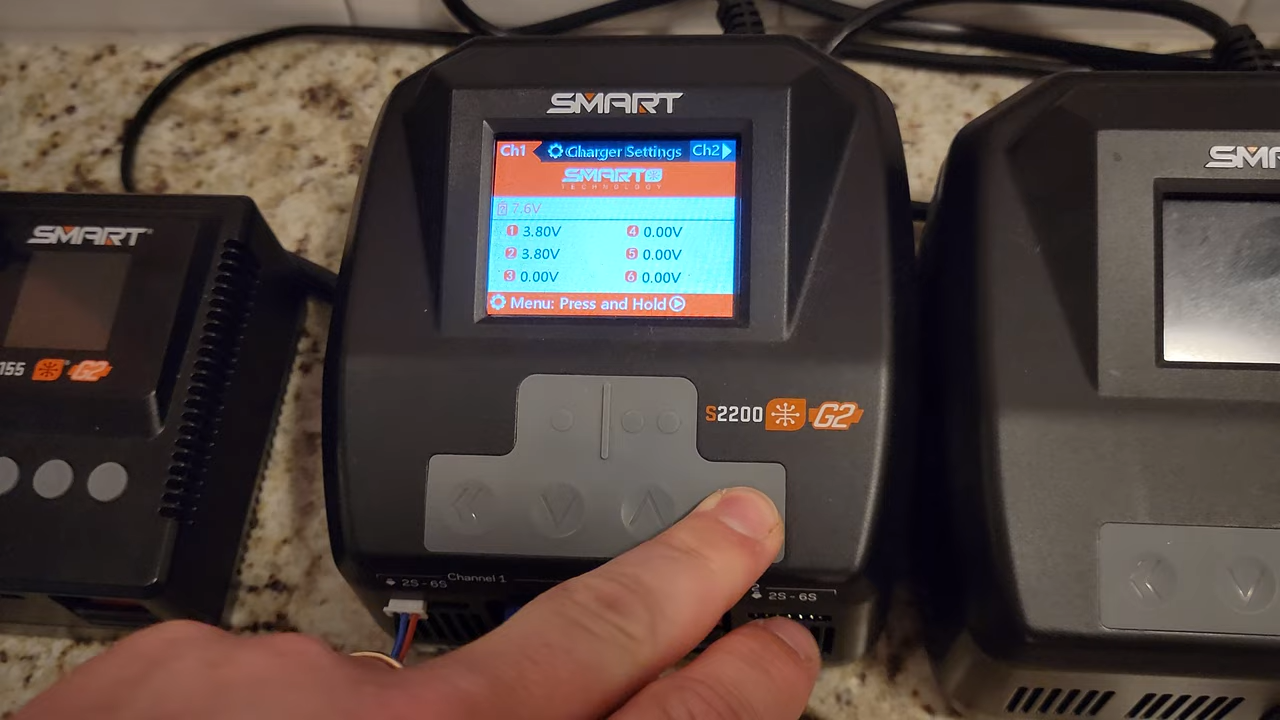 SMART
155 G2
SMART
Ch1 Charger Settings Ch2
SMART
TECHNOLOGY
7.6V
1 3.80V 4 0.00V
2 3.80V 5 0.00V
3 0.00V 6 0.00V
Menu: Press and Hold
S2200 G2
2S - 6S Channel 1
2S - 6S
SMA